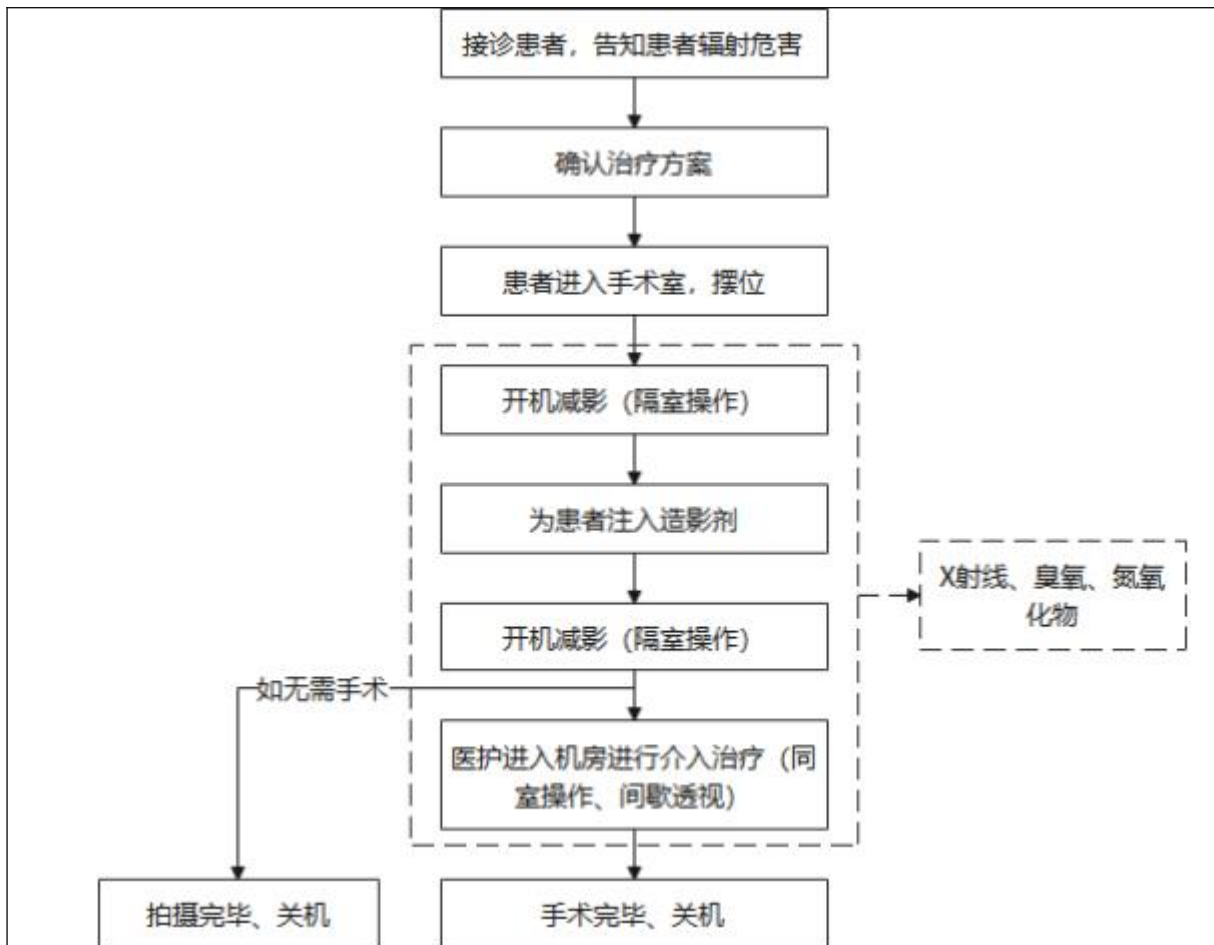 接诊患者，告知患者辐射危害
确认治疗方案
患者进入手术室，摆位
开机减影（隔室操作）
为患者注入造影剂
X射线、臭氧、氮氧
化物
开机减影（隔室操作）
如无需手术
医护进入机房进行介入治疗（同
室操作、间歇透视）
拍摄完毕、关机
手术完毕、关机